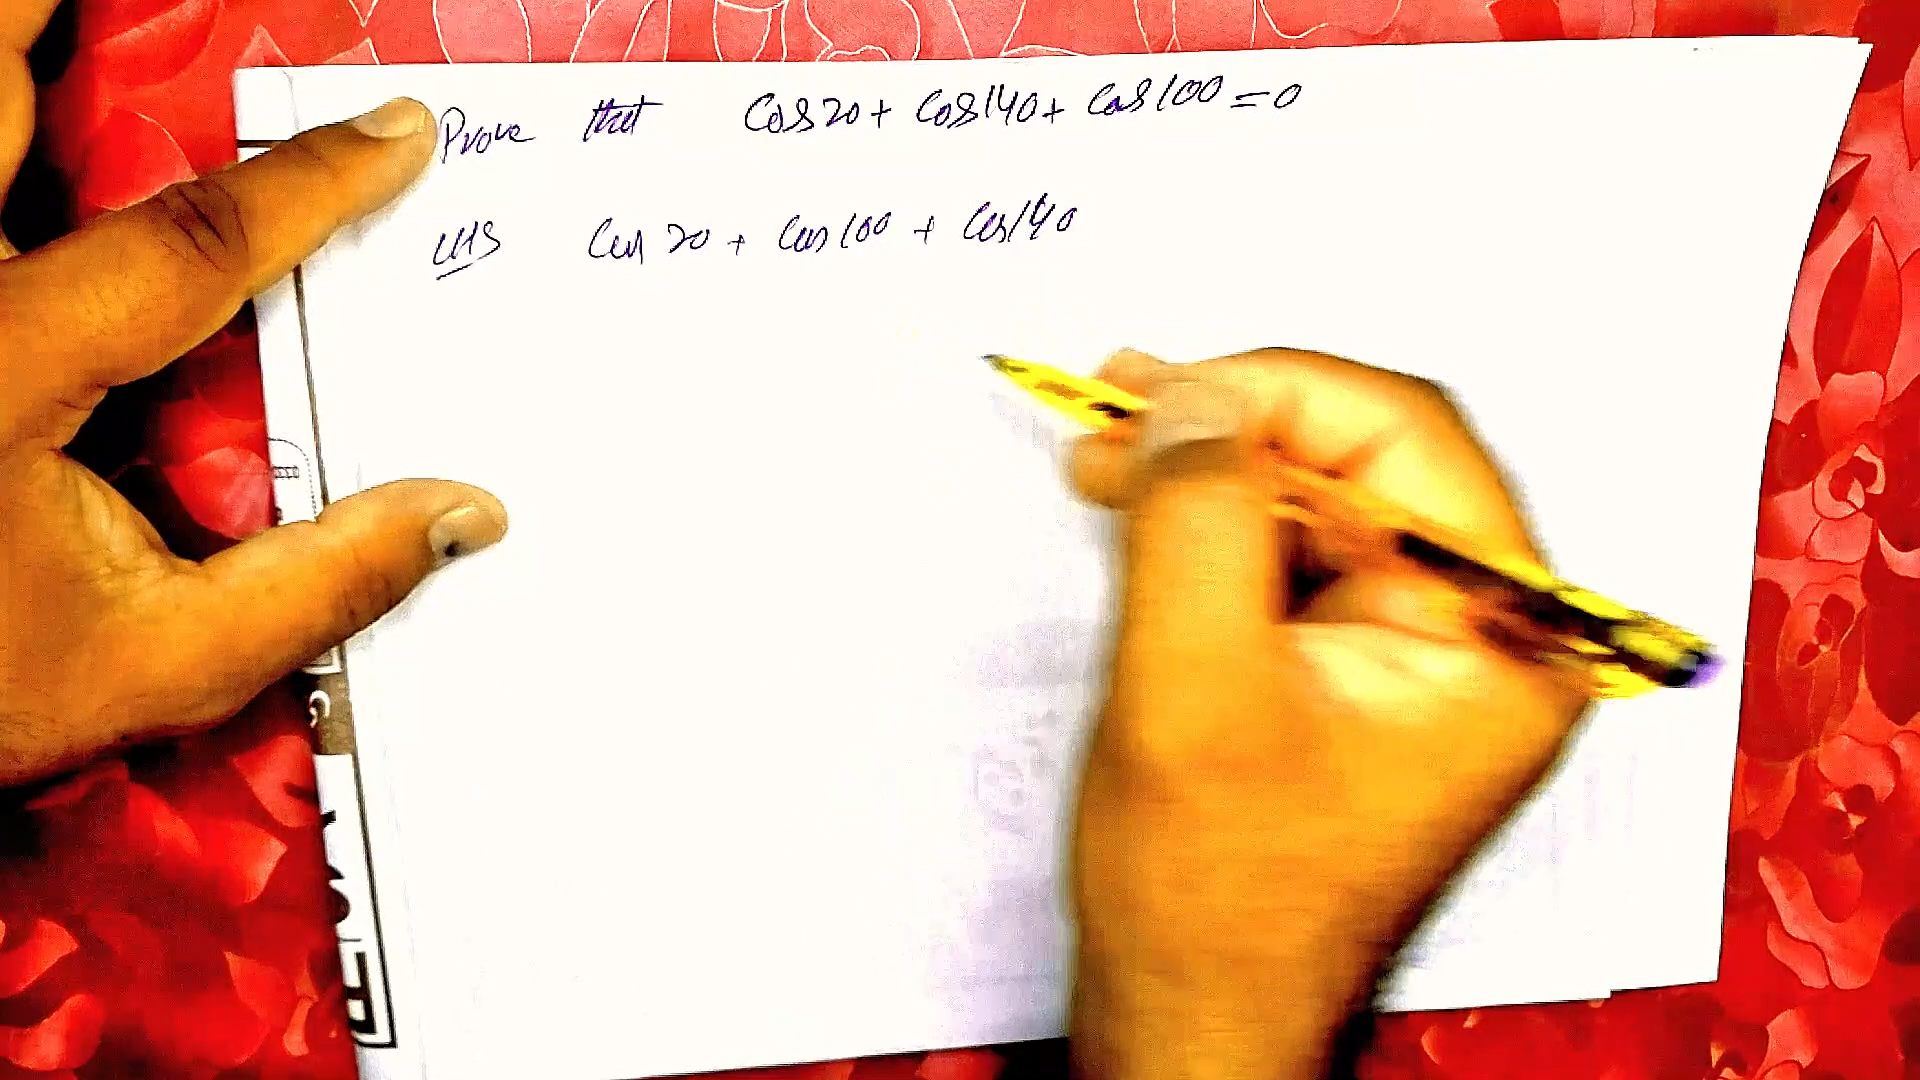 Prove that Cos20 + Cos140 + Cos100 = 0
LHS Cos 20 + Cos 100 + Cos140